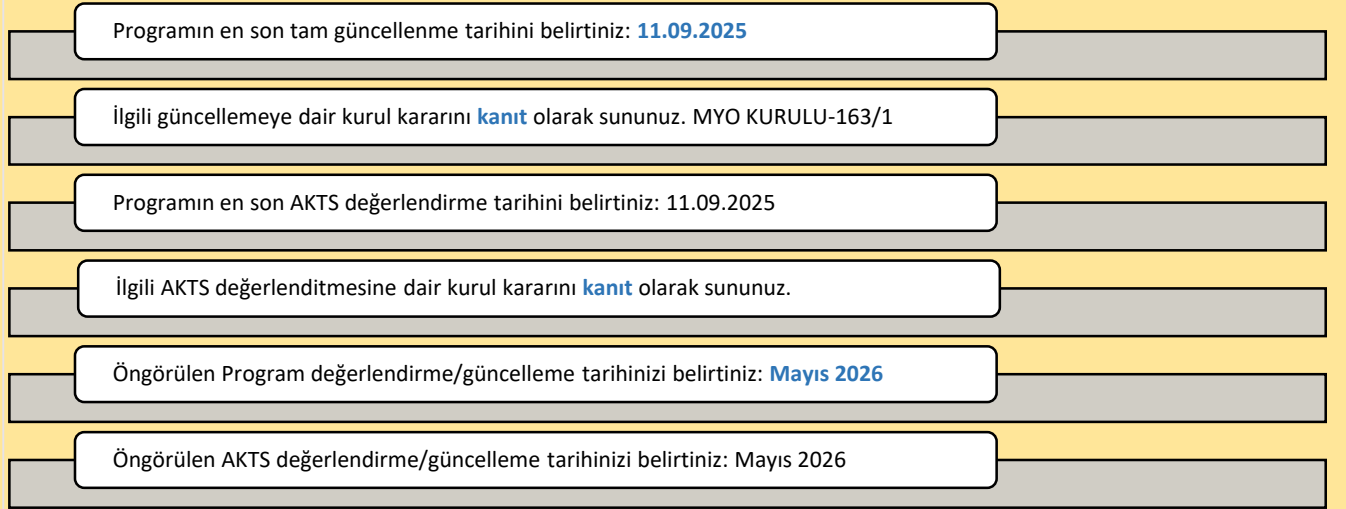 Programın en son tam güncellenme tarihini belirtiniz: 11.09.2025
İlgili güncellemeye dair kurul kararını kanıt olarak sununuz. MYO KURULU-163/1
Programın en son AKTS değerlendirme tarihini belirtiniz: 11.09.2025
İlgili AKTS değerlenditmesine dair kurul kararını kanıt olarak sununuz.
Öngörülen Program değerlendirme/güncelleme tarihinizi belirtiniz: Mayıs 2026
Öngörülen AKTS değerlendirme/güncelleme tarihinizi belirtiniz: Mayıs 2026